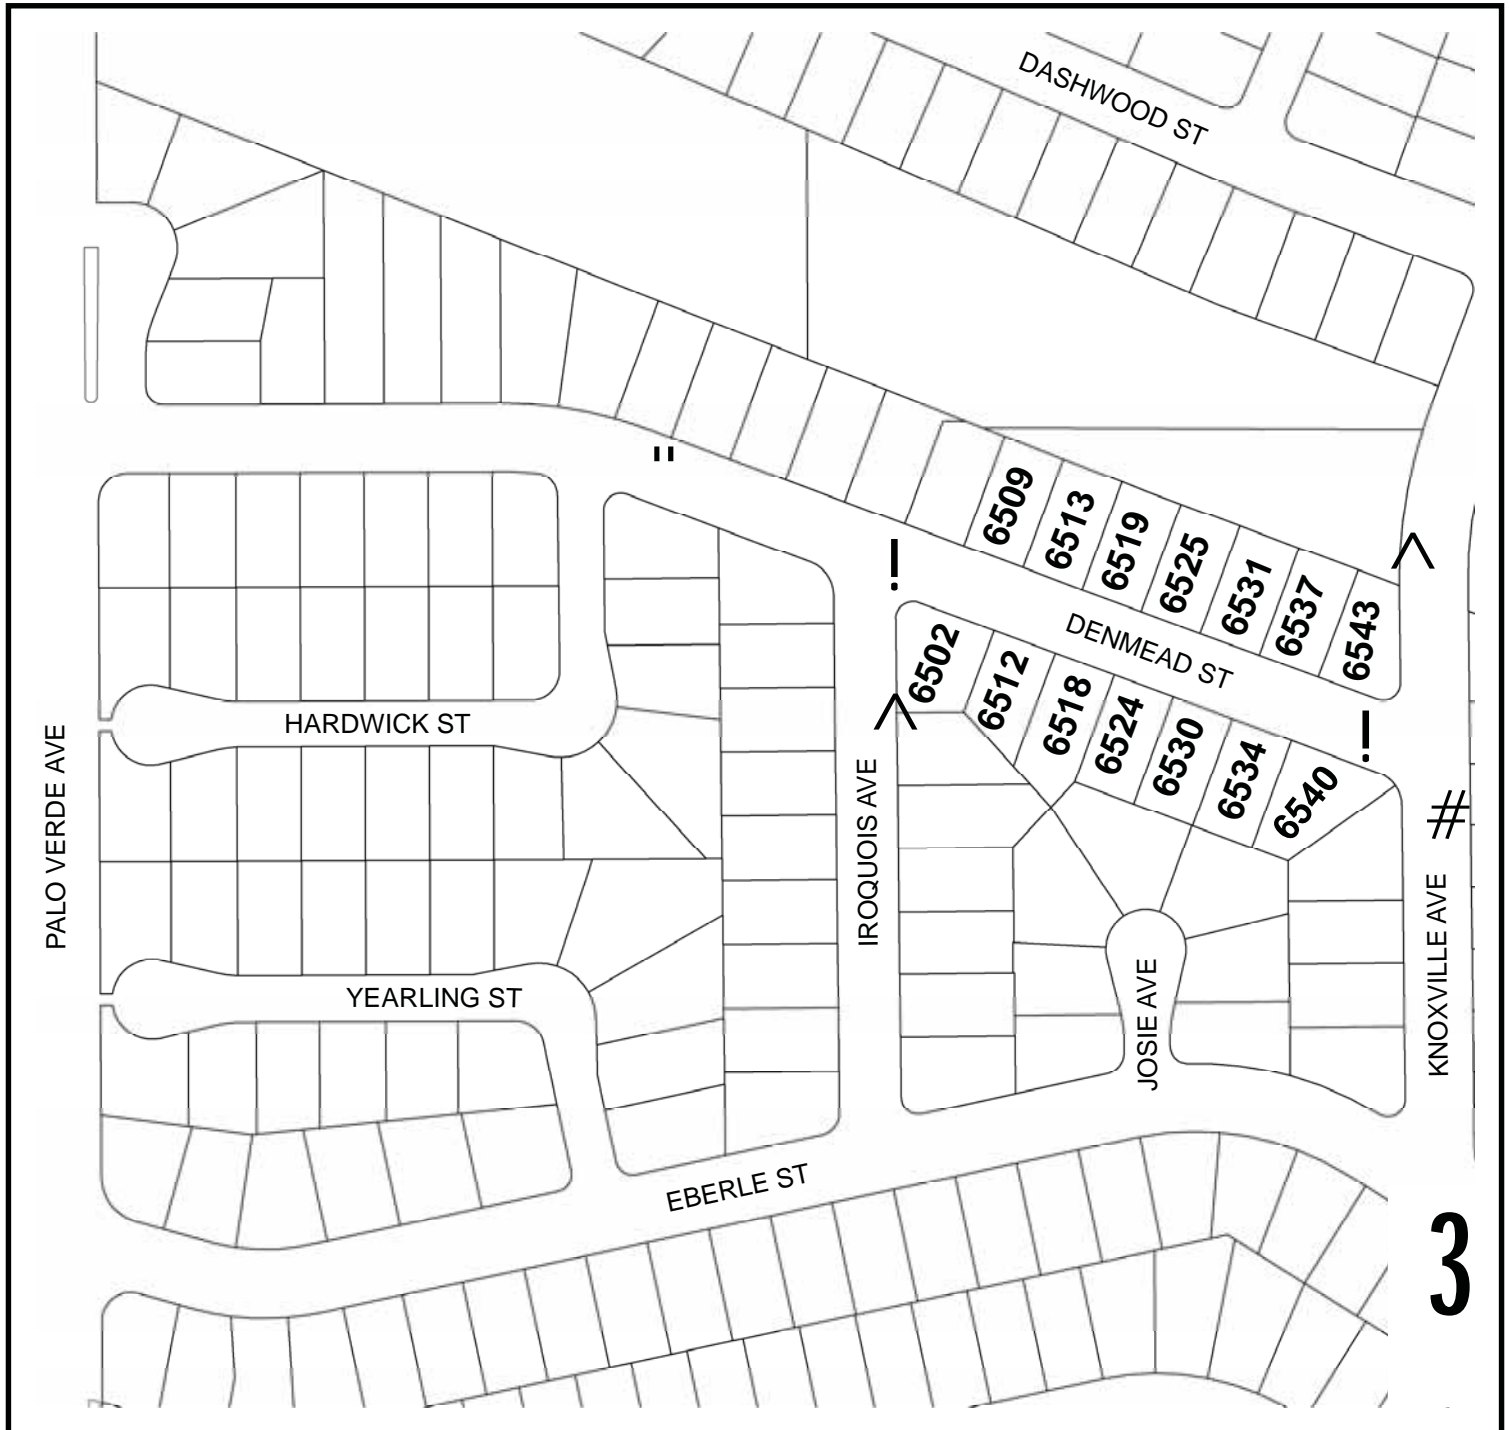 DASHWOOD ST
"
6509
6513
6519
6525
6531
6537
6543
!
^
DENMEAD ST
6502
6512
6518
6524
6530
6534
6540
^
!
#
HARDWICK ST
PALO VERDE AVE
IROQUOIS AVE
KNOXVILLE AVE
YEARLING ST
JOSIE AVE
EBERLE ST
3